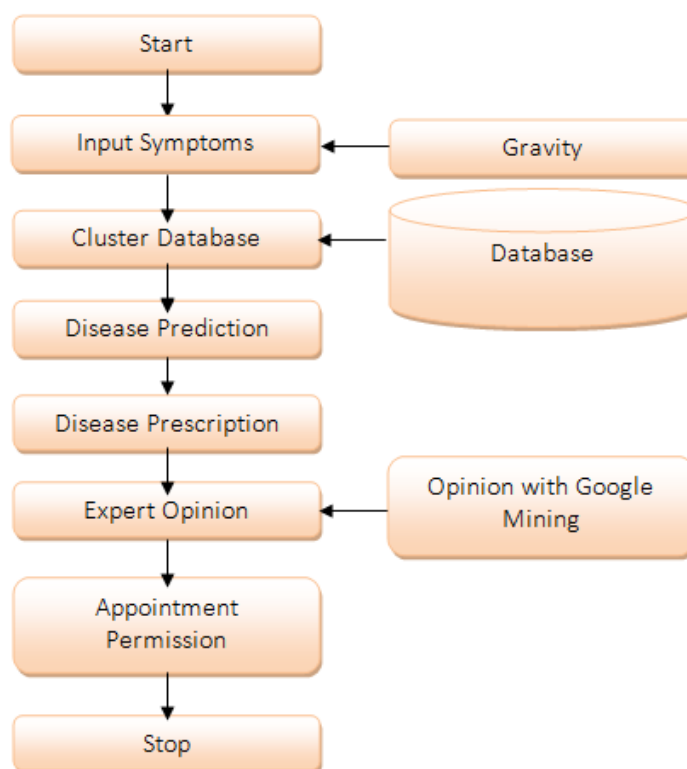 Start
Input Symptoms
Gravity
Cluster Database
Database
Disease Prediction
Disease Prescription
Expert Opinion
Opinion with Google
Mining
Appointment
Permission
Stop